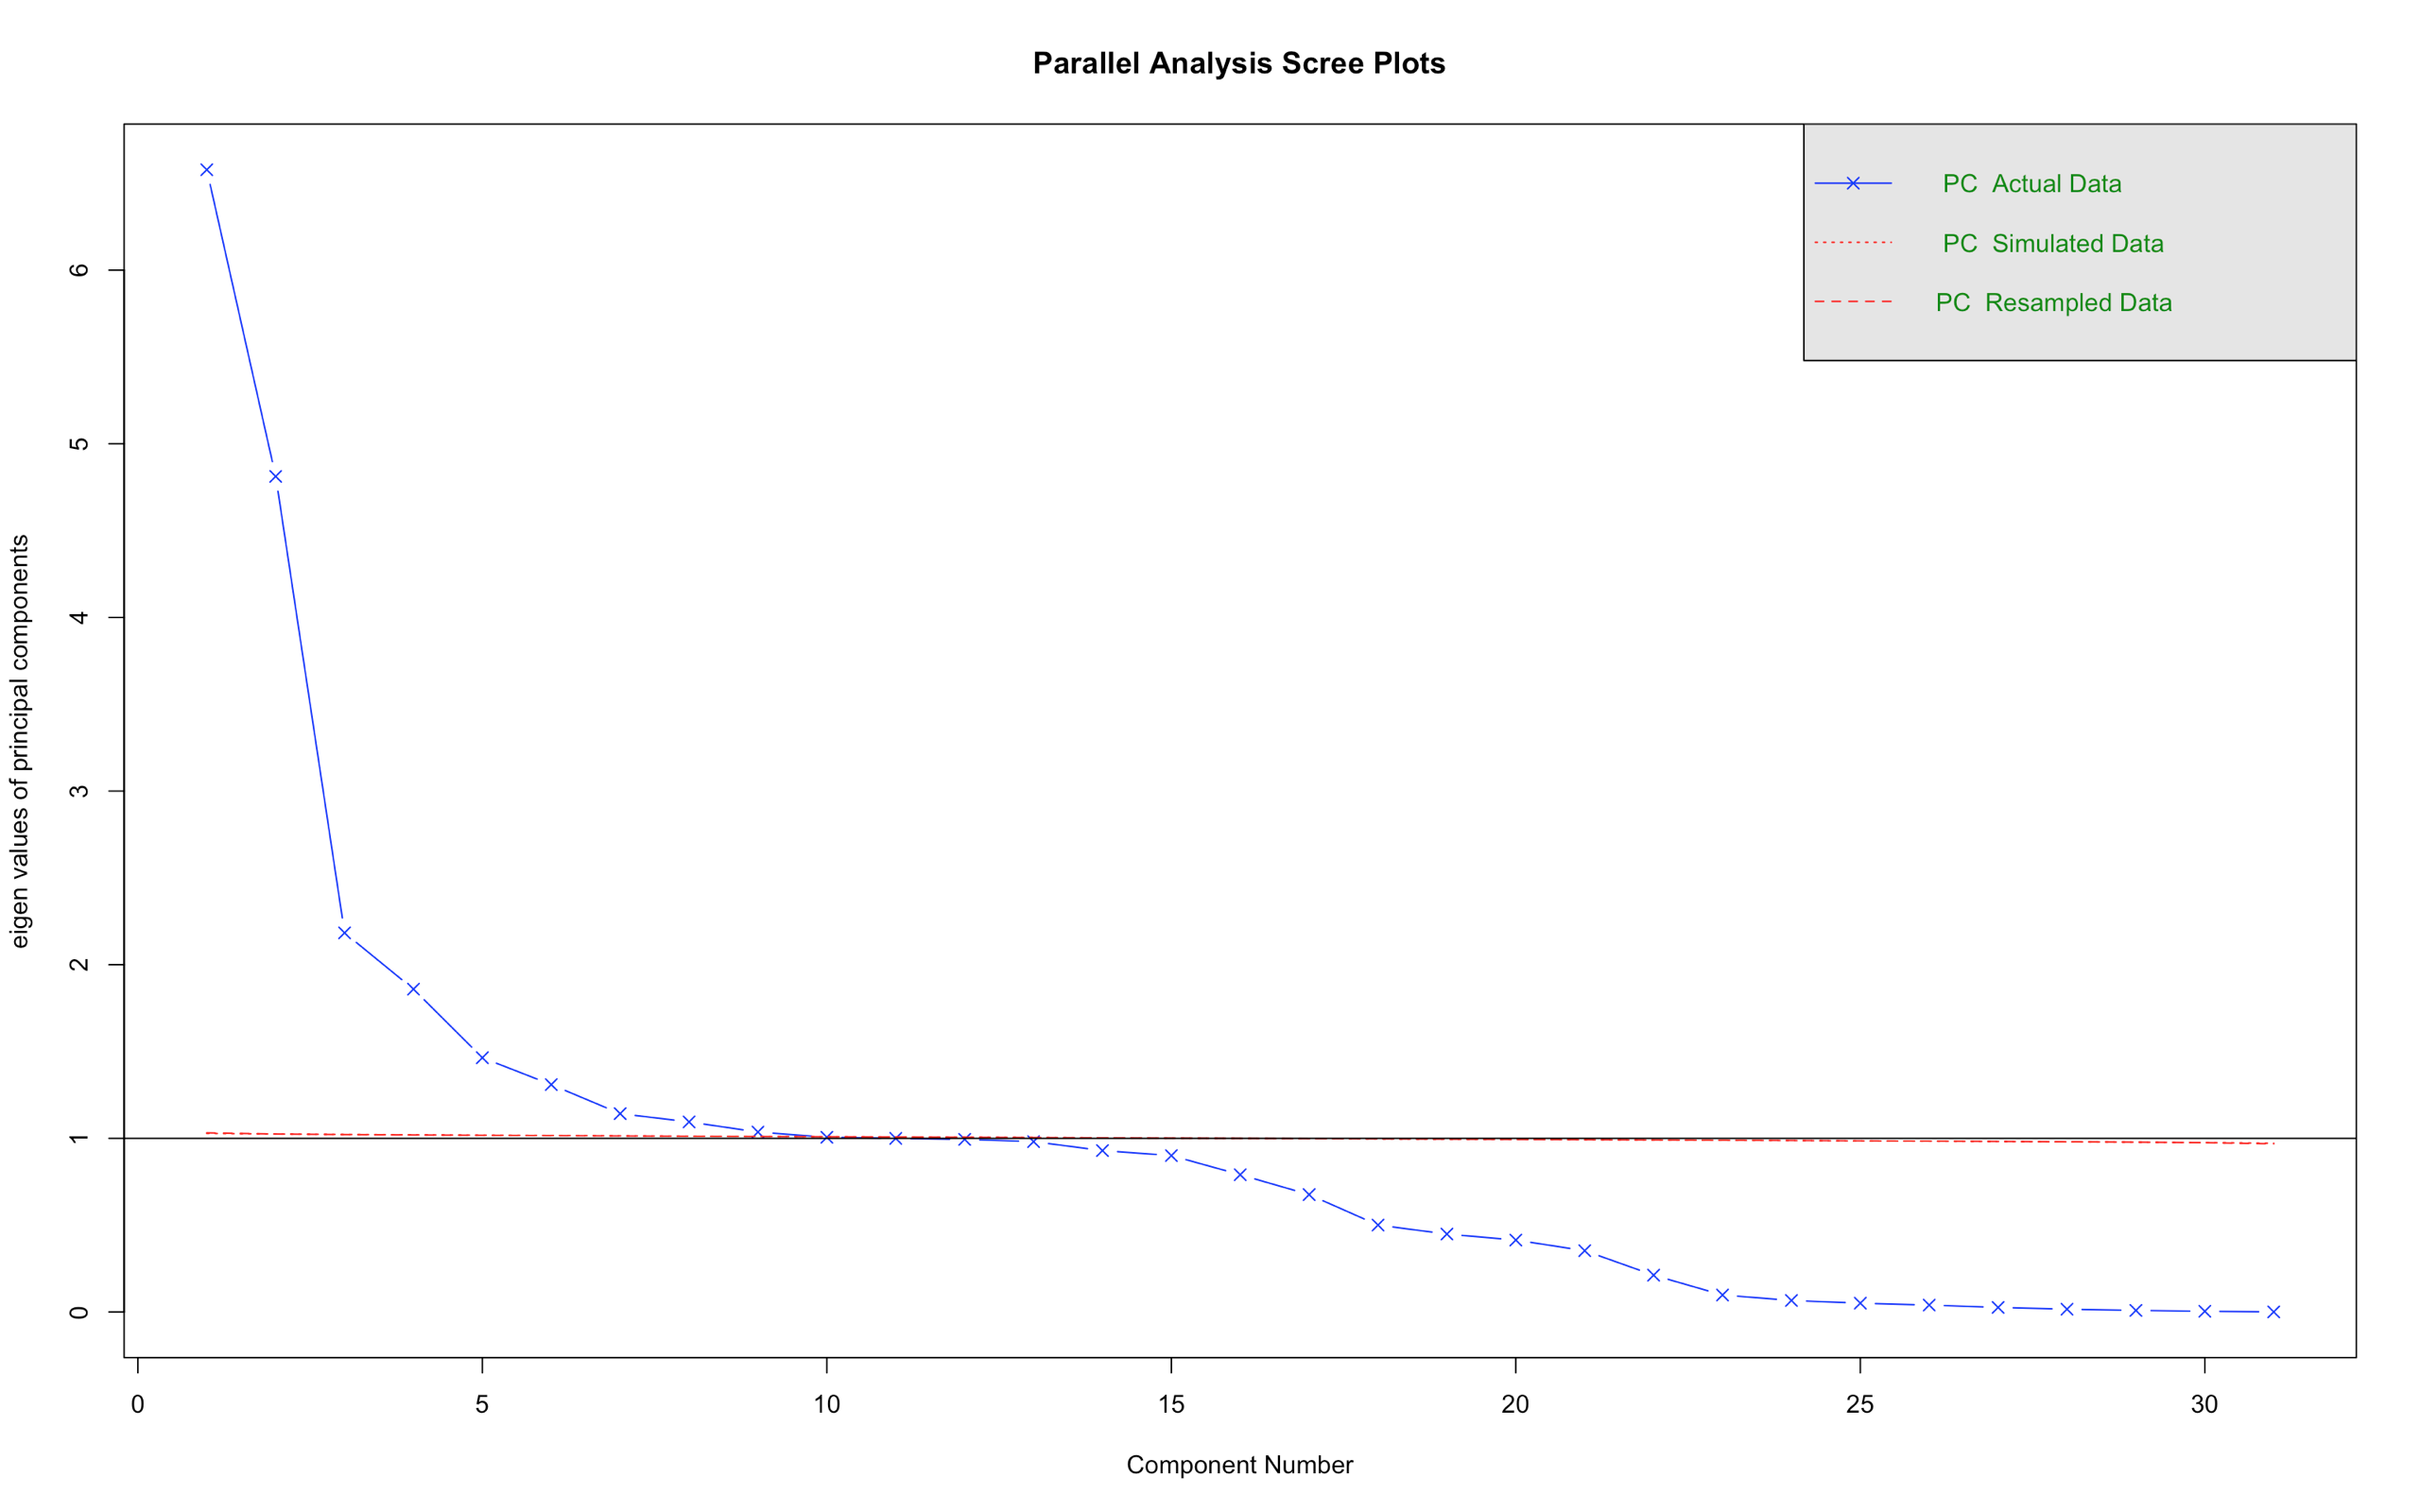 Parallel Analysis Scree Plots
PC Actual Data
PC Simulated Data
PC Resampled Data
eigen values of principal components
6
5
4
3
2
1
0
0 5 10 15 20 25 30
Component Number